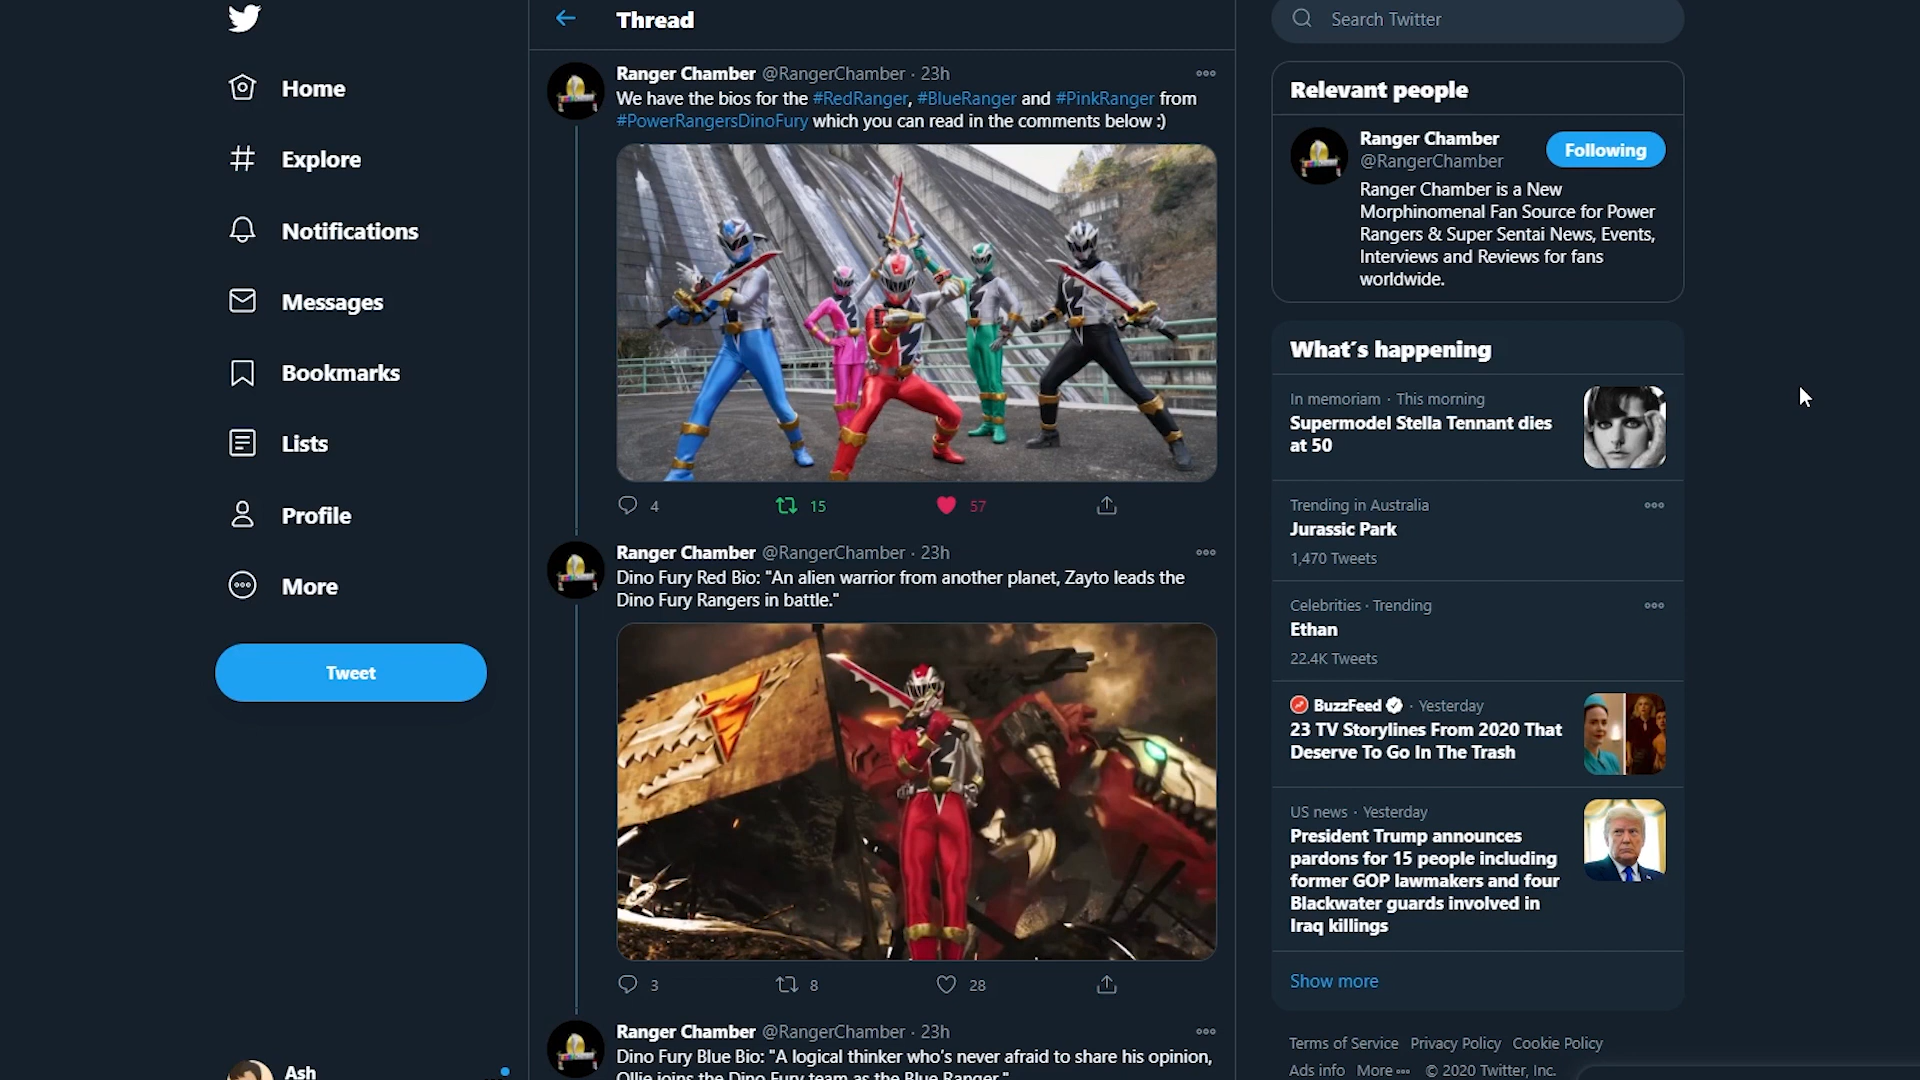 Home
Explore
Notifications
Messages
Bookmarks
Lists
Profile
More
Tweet
Ash
Thread
Ranger Chamber @RangerChamber · 23h
We have the bios for the #RedRanger, #BlueRanger and #PinkRanger from
#PowerRangersDinoFury which you can read in the comments below :)
4 15 57
Ranger Chamber @RangerChamber · 23h
Dino Fury Red Bio: "An alien warrior from another planet, Zayto leads the
Dino Fury Rangers in battle."
3 8 28
Ranger Chamber @RangerChamber · 23h
Dino Fury Blue Bio: "A logical thinker who's never afraid to share his opinion,
Ollie joins the Dino Fury team as the Blue Ranger."
Search Twitter
Relevant people
Ranger Chamber
@RangerChamber
Following
Ranger Chamber is a New
Morphinomenal Fan Source for Power
Rangers & Super Sentai News, Events,
Interviews and Reviews for fans
worldwide.
What´s happening
In memoriam · This morning
Supermodel Stella Tennant dies
at 50
Trending in Australia
Jurassic Park
1,470 Tweets
Celebrities · Trending
Ethan
22.4K Tweets
BuzzFeed · Yesterday
23 TV Storylines From 2020 That
Deserve To Go In The Trash
US news · Yesterday
President Trump announces
pardons for 15 people including
former GOP lawmakers and four
Blackwater guards involved in
Iraq killings
Show more
Terms of Service Privacy Policy Cookie Policy
Ads info More © 2020 Twitter, Inc.